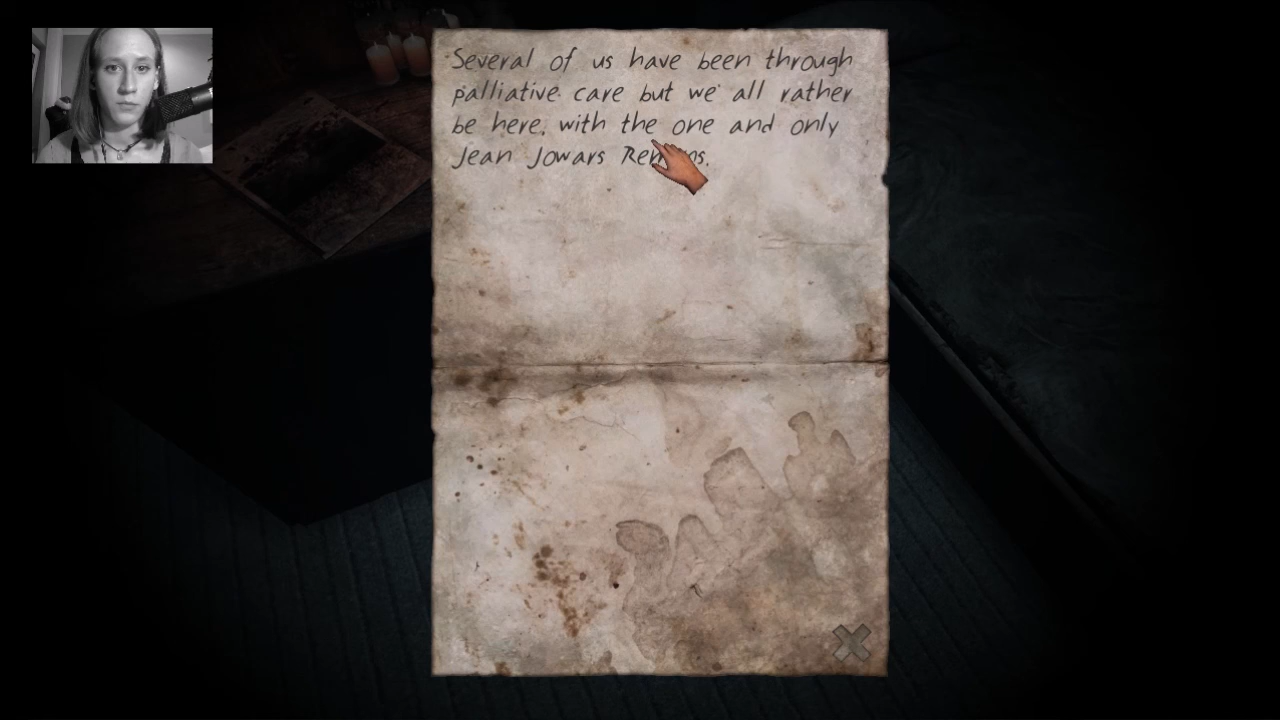 Several of us have been through
palliative care but we all rather
be here, with the one and only
Jean Jowars